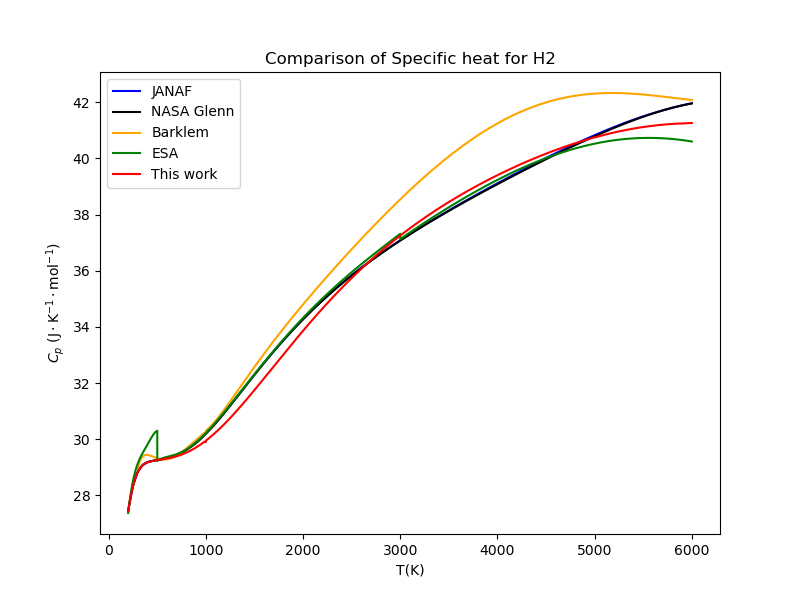 Comparison of Specific heat for H2
JANAF
NASA Glenn
Barklem
ESA
This work
42
40
38
36
34
32
30
28
C_p (J · K⁻¹ · mol⁻¹)
0
1000
2000
3000
4000
5000
6000
T(K)